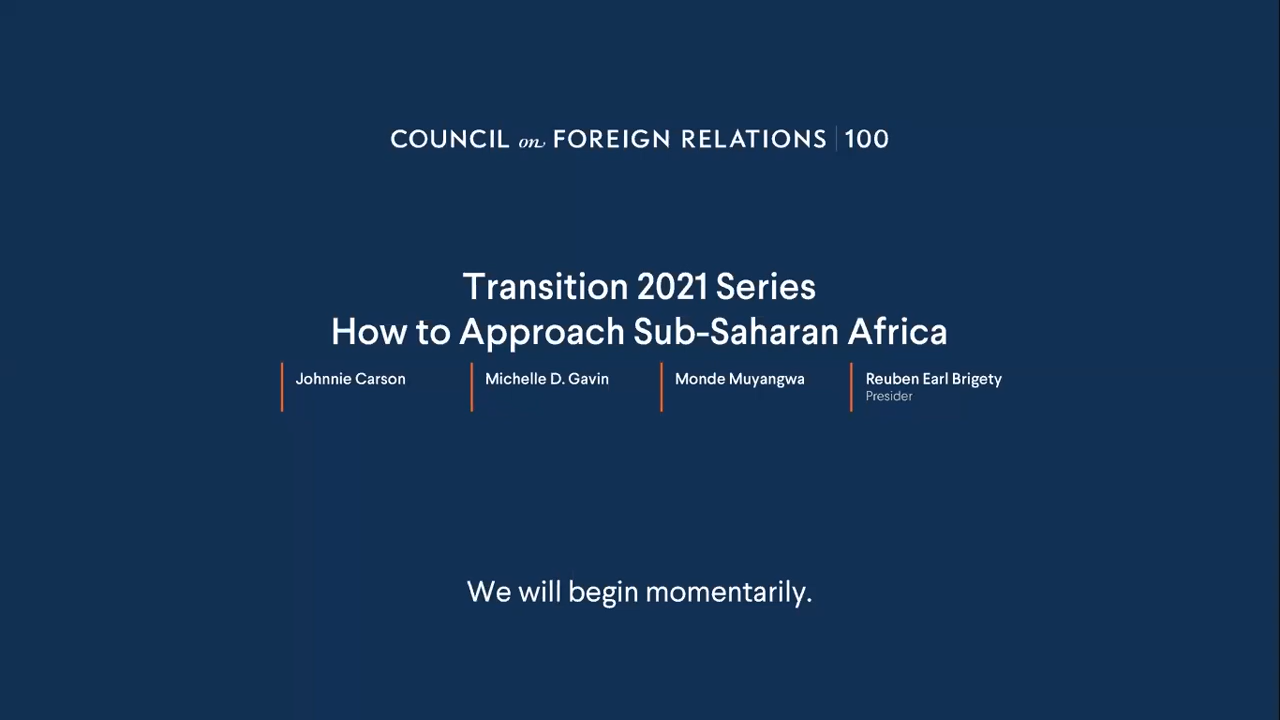 COUNCIL on FOREIGN RELATIONS | 100
Transition 2021 Series
How to Approach Sub-Saharan Africa
Johnnie Carson
Michelle D. Gavin
Monde Muyangwa
Reuben Earl Brigety
Presider
We will begin momentarily.